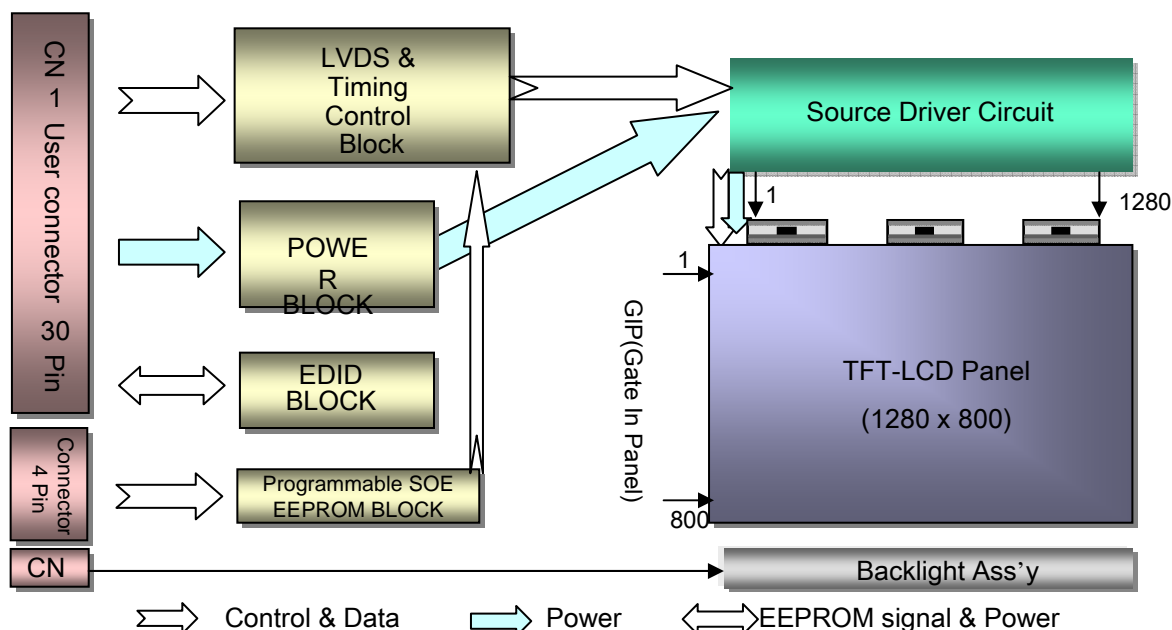 CN 1 User connector 30 Pin
LVDS &
Timing
Control
Block
Source Driver Circuit
1
1280
POWE
R
BLOCK
1
GIP(Gate In Panel)
800
TFT-LCD Panel
(1280 x 800)
EDID
BLOCK
Connector
4 Pin
Programmable SOE
EEPROM BLOCK
CN
Backlight Ass’y
Control & Data
Power
EEPROM signal & Power